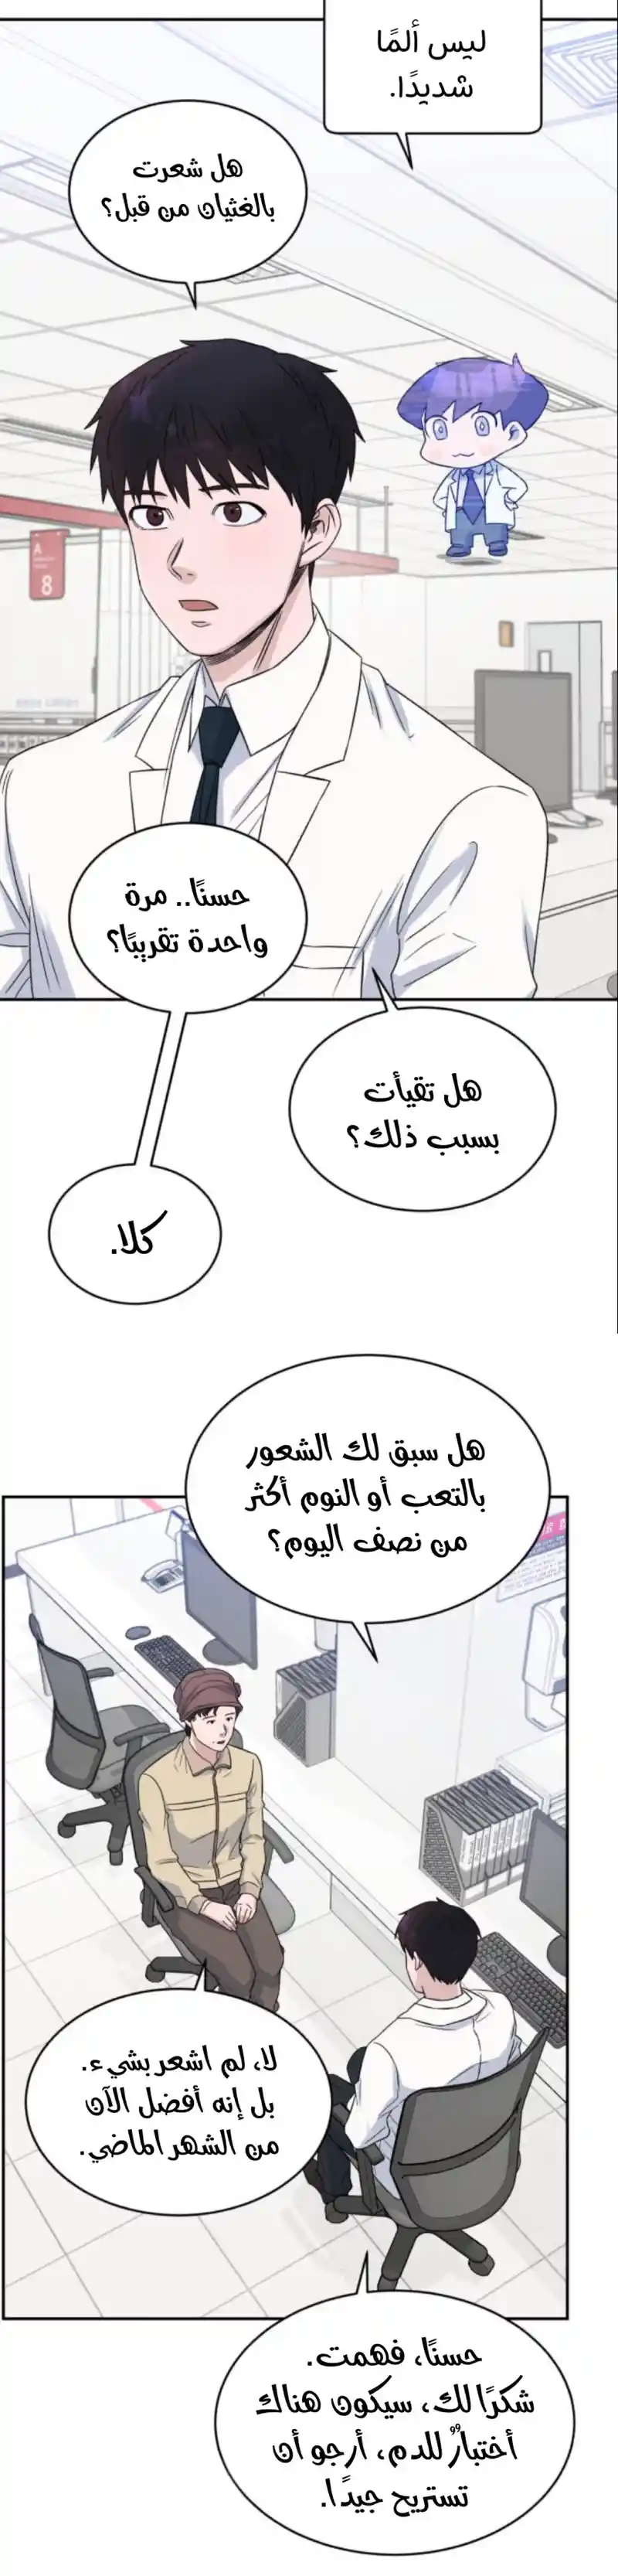 ليس ألمًا
شديدًا.
هل شعرت
بالغثيان من قبل؟
A
8
حسنًا.. مرة
واحدة تقريبًا؟
هل تقيأت
بسبب ذلك؟
كلا.
هل سبق لك الشعور
بالتعب أو النوم أكثر
من نصف اليوم؟
لا، لم اشعر بشيء.
بل إنه أفضل الآن
من الشهر الماضي.
حسنًا، فهمت.
شكرًا لك، سيكون هناك
أختبارٌ للدم، أرجو أن
تستريح جيدًا.